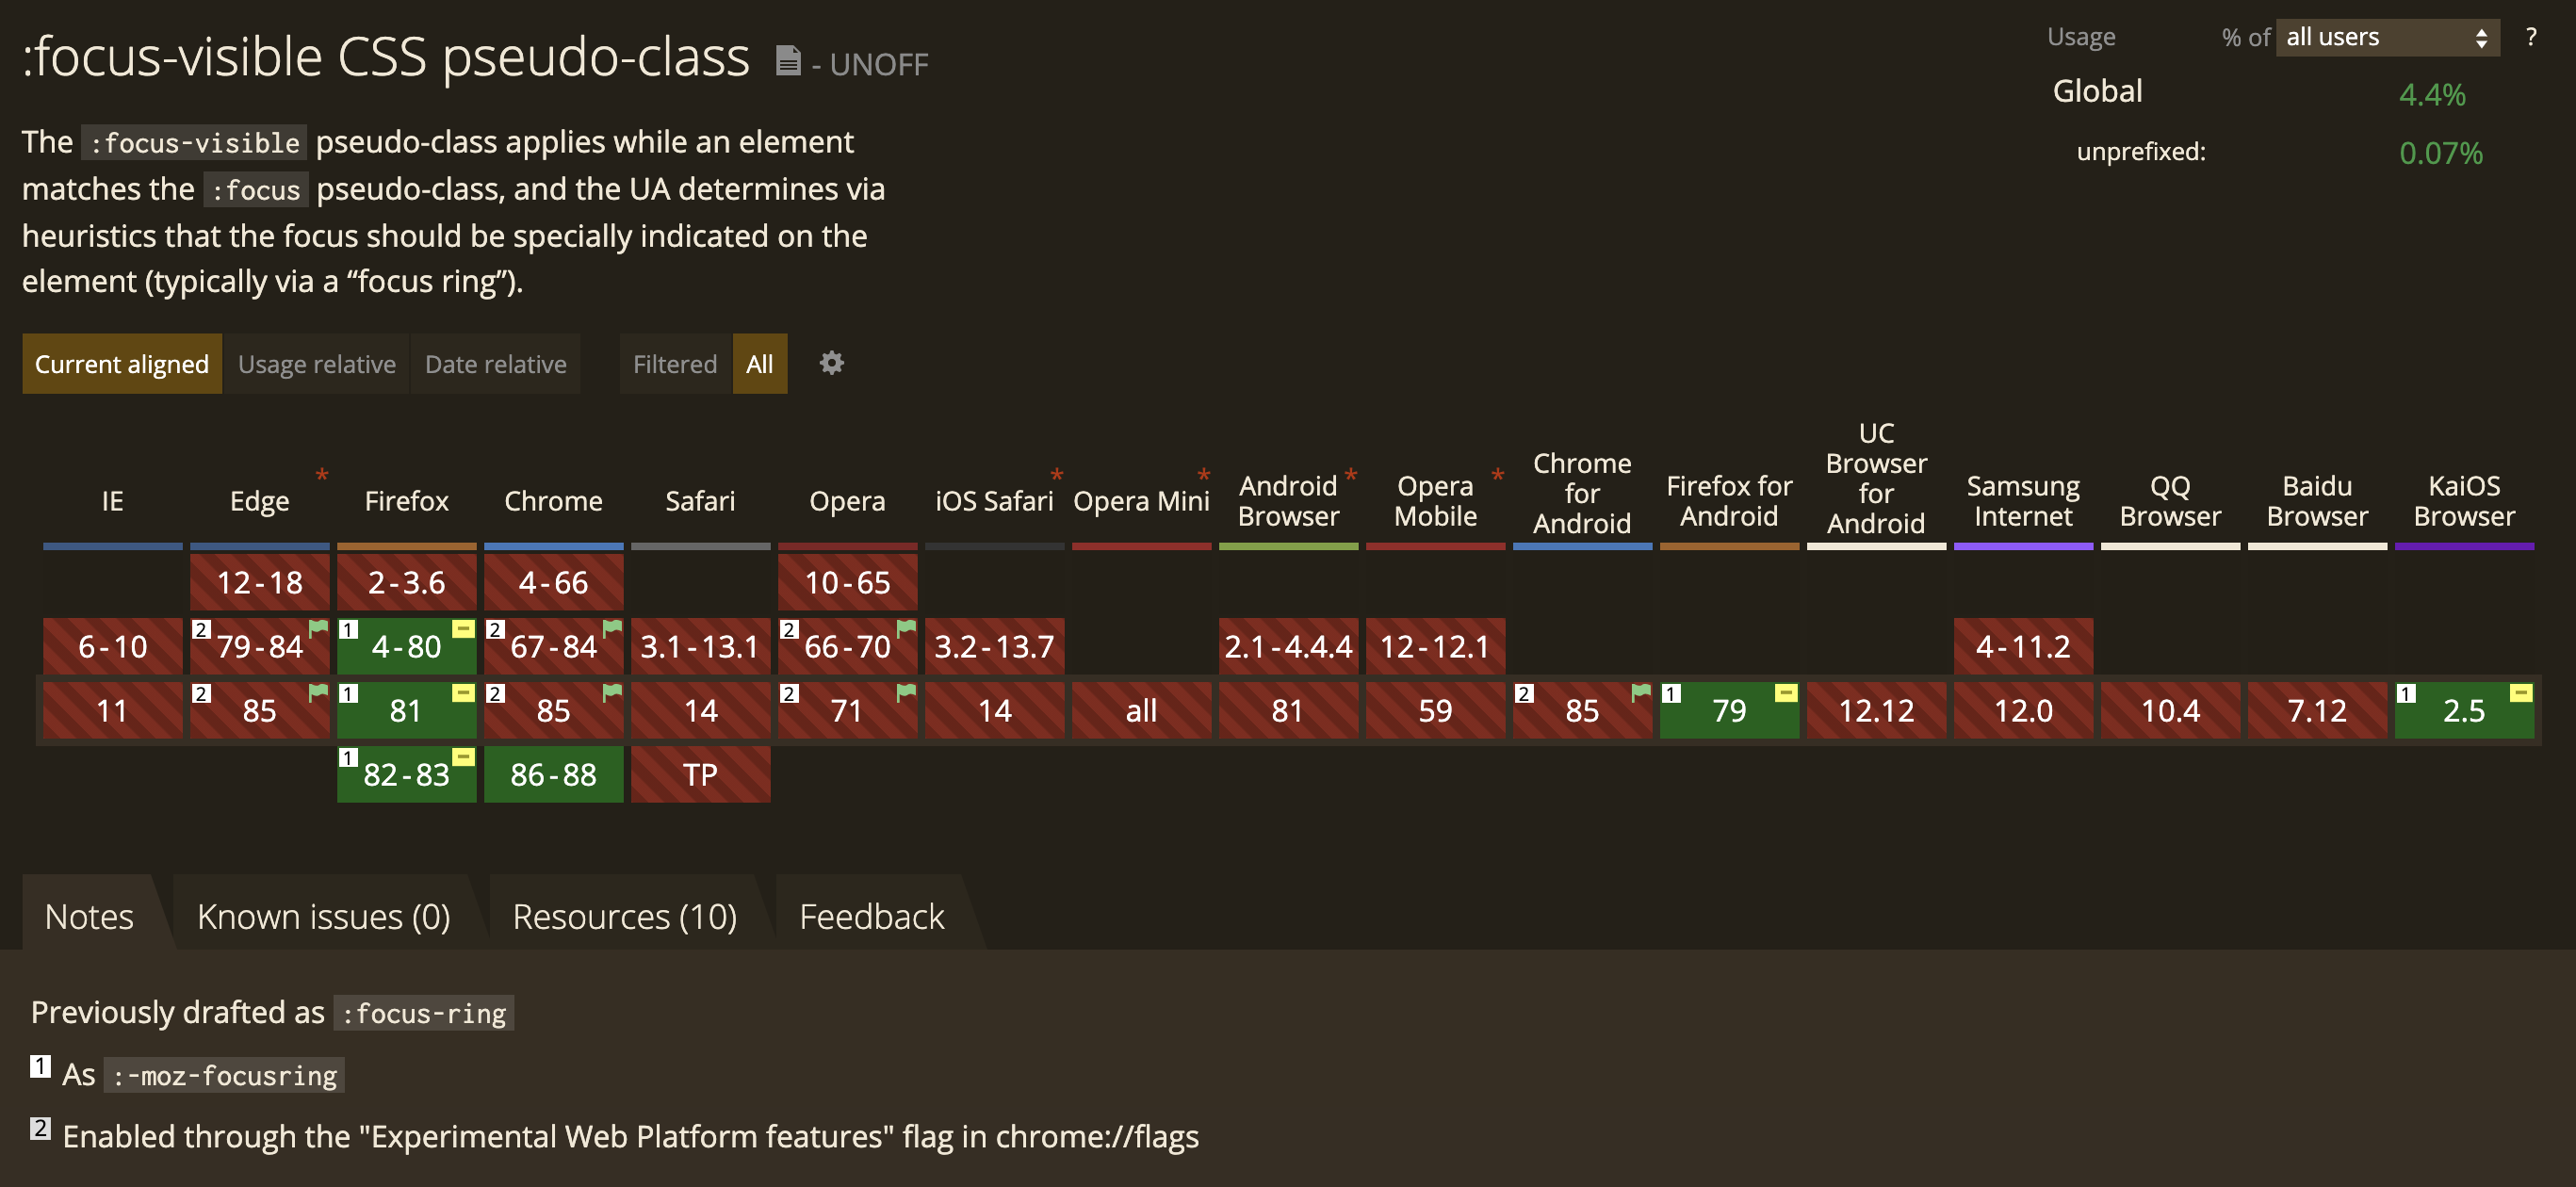 :focus-visible CSS pseudo-class - UNOFF
Usage % of all users ?
Global 4.4%
unprefixed: 0.07%
The :focus-visible pseudo-class applies while an element
matches the :focus pseudo-class, and the UA determines via
heuristics that the focus should be specially indicated on the
element (typically via a “focus ring”).
Current aligned Usage relative Date relative Filtered All
IE
Edge *
Firefox
Chrome
Safari
Opera
iOS Safari *
Opera Mini *
Android Browser *
Opera Mobile *
Chrome for Android
Firefox for Android
UC Browser for Android
Samsung Internet
QQ Browser
Baidu Browser
KaiOS Browser
12-18 2-3.6 4-66 10-65
6-10 2 79-84 1 4-80 2 67-84 3.1-13.1 2 66-70 3.2-13.7 2.1-4.4.4 12-12.1 4-11.2
11 2 85 1 81 2 85 14 2 71 14 all 81 59 2 85 1 79 12.12 12.0 10.4 7.12 1 2.5
1 82-83 86-88 TP
Notes Known issues (0) Resources (10) Feedback
Previously drafted as :focus-ring
1 As :-moz-focusring
2 Enabled through the "Experimental Web Platform features" flag in chrome://flags